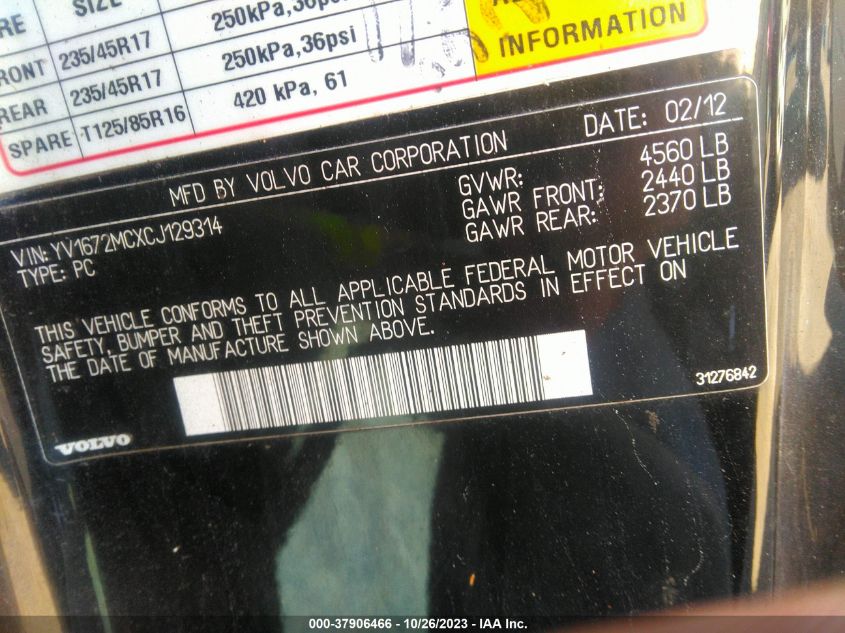 SIZE
250kPa,36psi
FRONT 235/45R17 250kPa,36psi
REAR 235/45R17 420 kPa, 61
SPARE T125/85R16
INFORMATION
MFD BY VOLVO CAR CORPORATION
DATE: 02/12
GVWR: 4560 LB
GAWR FRONT: 2440 LB
GAWR REAR: 2370 LB
VIN: YV1672MCXCJ129314
TYPE: PC
THIS VEHICLE CONFORMS TO ALL APPLICABLE FEDERAL MOTOR VEHICLE
SAFETY, BUMPER AND THEFT PREVENTION STANDARDS IN EFFECT ON
THE DATE OF MANUFACTURE SHOWN ABOVE.
31276842
VOLVO
000-37906466 - 10/26/2023 - IAA Inc.